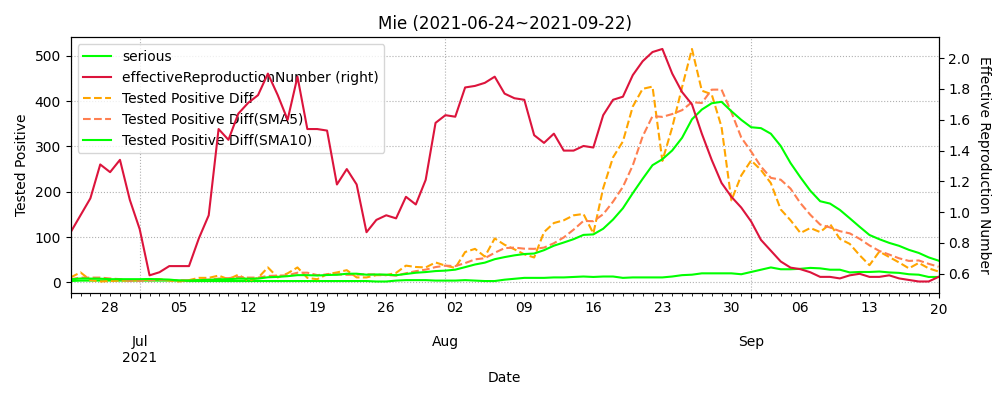 Mie (2021-06-24~2021-09-22)
serious
effectiveReproductionNumber (right)
Tested Positive Diff
Tested Positive Diff(SMA5)
Tested Positive Diff(SMA10)
Tested Positive
500
400
300
200
100
0
Effective Reproduction Number
2.0
1.8
1.6
1.4
1.2
1.0
0.8
0.6
28 05 12 19 26 02 09 16 23 30 06 13 20
Jul Aug Sep
2021
Date